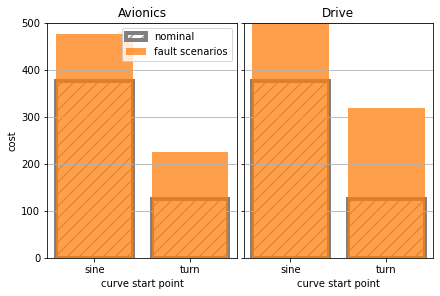 Avionics Drive
500
400
300
200
100
0
cost
nominal
fault scenarios
sine turn sine turn
curve start point curve start point